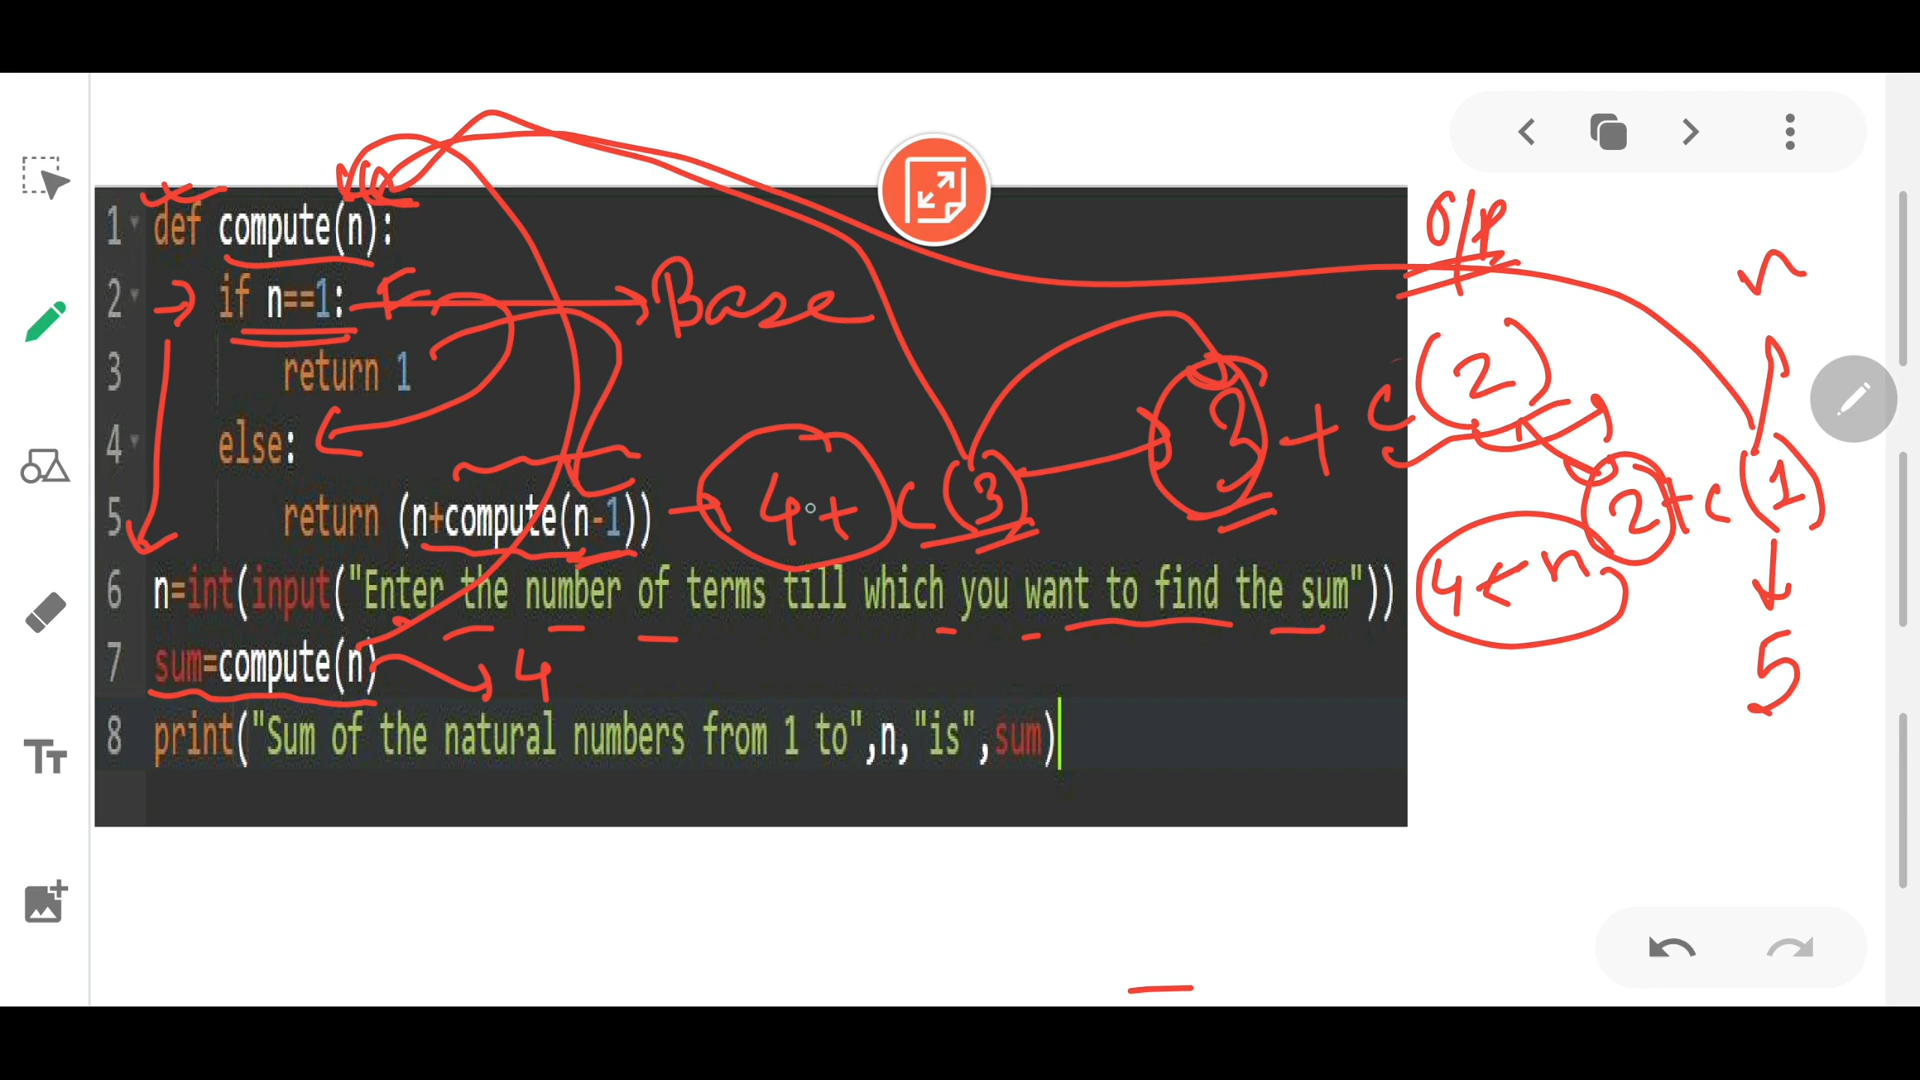 o/p
1 def compute(n):
2 if n==1: F Base
3 return 1
(2)
4 else:
3 + c
5 return (n+compute(n-1)) 4 + c (3)
2 + c (1)
6 n=int(input("Enter the number of terms till which you want to find the sum"))
4 < n
7 sum=compute(n) 4
5
8 print("Sum of the natural numbers from 1 to",n,"is",sum)
Tт